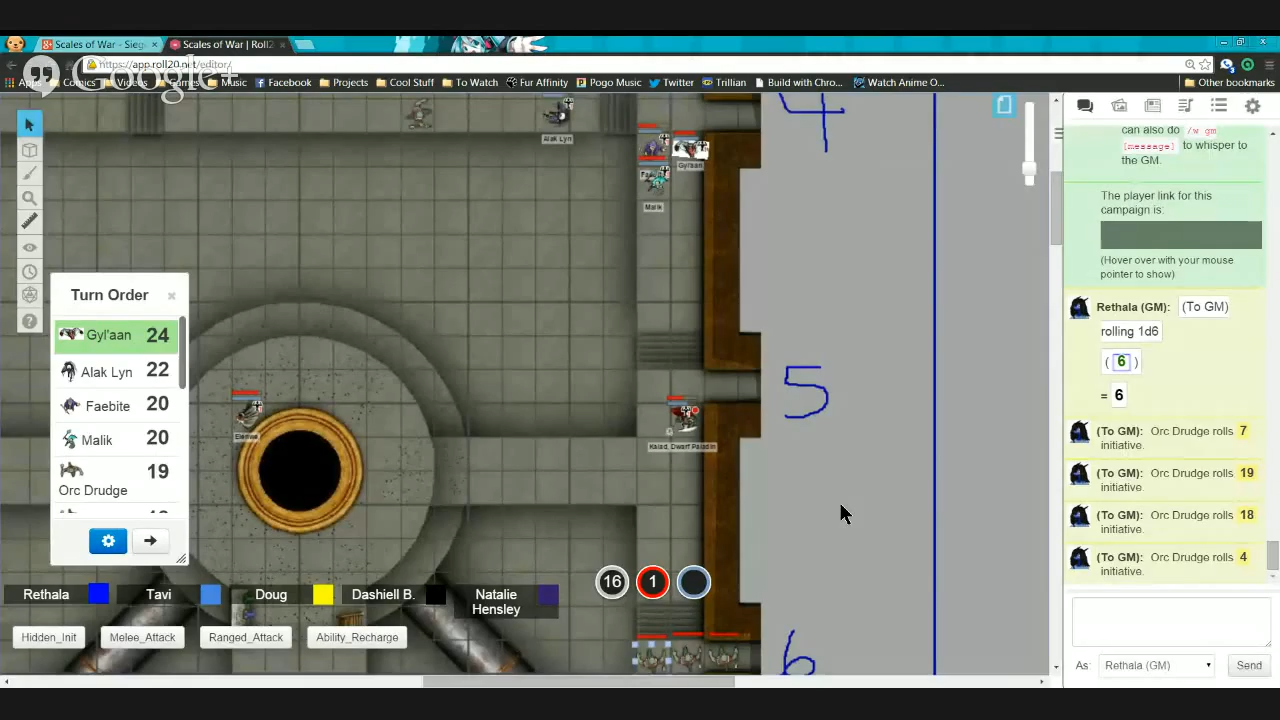 Scales of War - Sieg
Scales of War | Roll2
https://app.roll20.net/editor/
Google+
Apps
Comics
Videos
Games
Music
Facebook
Projects
Cool Stuff
To Watch
Fur Affinity
Pogo Music
Twitter
Trillian
Build with Chro...
Watch Anime O...
Other bookmarks
Alak Lyn
Gyl'aan
Malik
Kalad, Dwarf Paladin
4
5
6
Turn Order
Gyl'aan 24
Alak Lyn 22
Faebite 20
Malik 20
Orc Drudge 19
16
1
Rethala
Tavi
Doug
Dashiell B.
Natalie Hensley
Hidden_Init
Melee_Attack
Ranged_Attack
Ability_Recharge
can also do /w gm
[message] to whisper to
the GM.
The player link for this
campaign is:
(Hover over with your mouse
pointer to show)
Rethala (GM): (To GM)
rolling 1d6
( 6 )
= 6
(To GM): Orc Drudge rolls 7
initiative.
(To GM): Orc Drudge rolls 19
initiative.
(To GM): Orc Drudge rolls 18
initiative.
(To GM): Orc Drudge rolls 4
initiative.
As: Rethala (GM)
Send